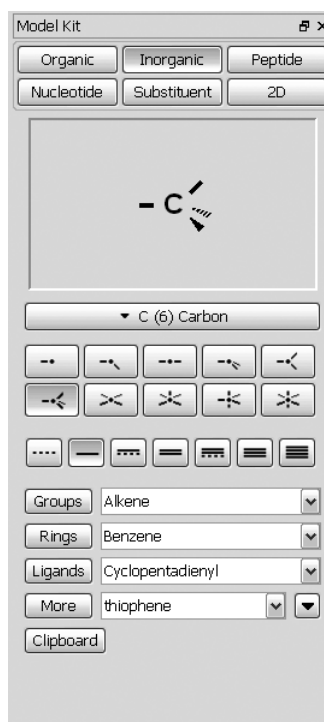 Model Kit
Organic Inorganic Peptide
Nucleotide Substituent 2D
C
C (6) Carbon
Groups Alkene
Rings Benzene
Ligands Cyclopentadienyl
More thiophene
Clipboard